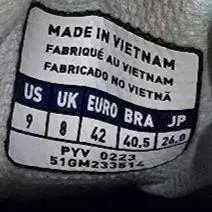 MADE IN VIETNAM
FABRIQUÉ AU VIETNAM
FABRICADO NO VIETNÃ
US UK EURO BRA JP
9 8 42 40.5 26.0
PYV 0223
51GM233514